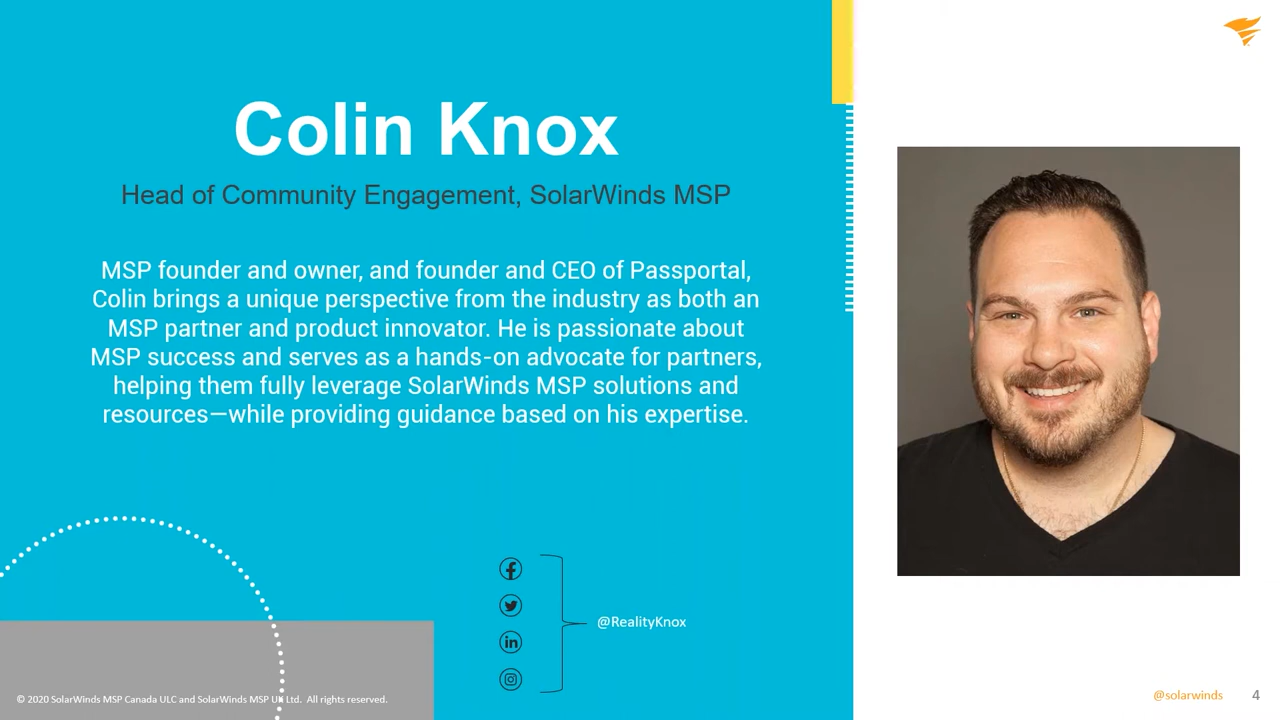 Colin Knox
Head of Community Engagement, SolarWinds MSP
MSP founder and owner, and founder and CEO of Passportal,
Colin brings a unique perspective from the industry as both an
MSP partner and product innovator. He is passionate about
MSP success and serves as a hands-on advocate for partners,
helping them fully leverage SolarWinds MSP solutions and
resources—while providing guidance based on his expertise.
@RealityKnox
© 2020 SolarWinds MSP Canada ULC and SolarWinds MSP UK Ltd. All rights reserved.
@solarwinds
4